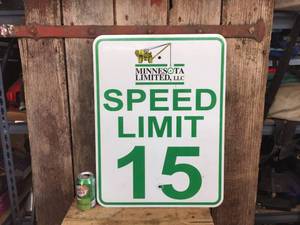 MINNESOTA
LIMITED, LLC
SPEED
LIMIT
15